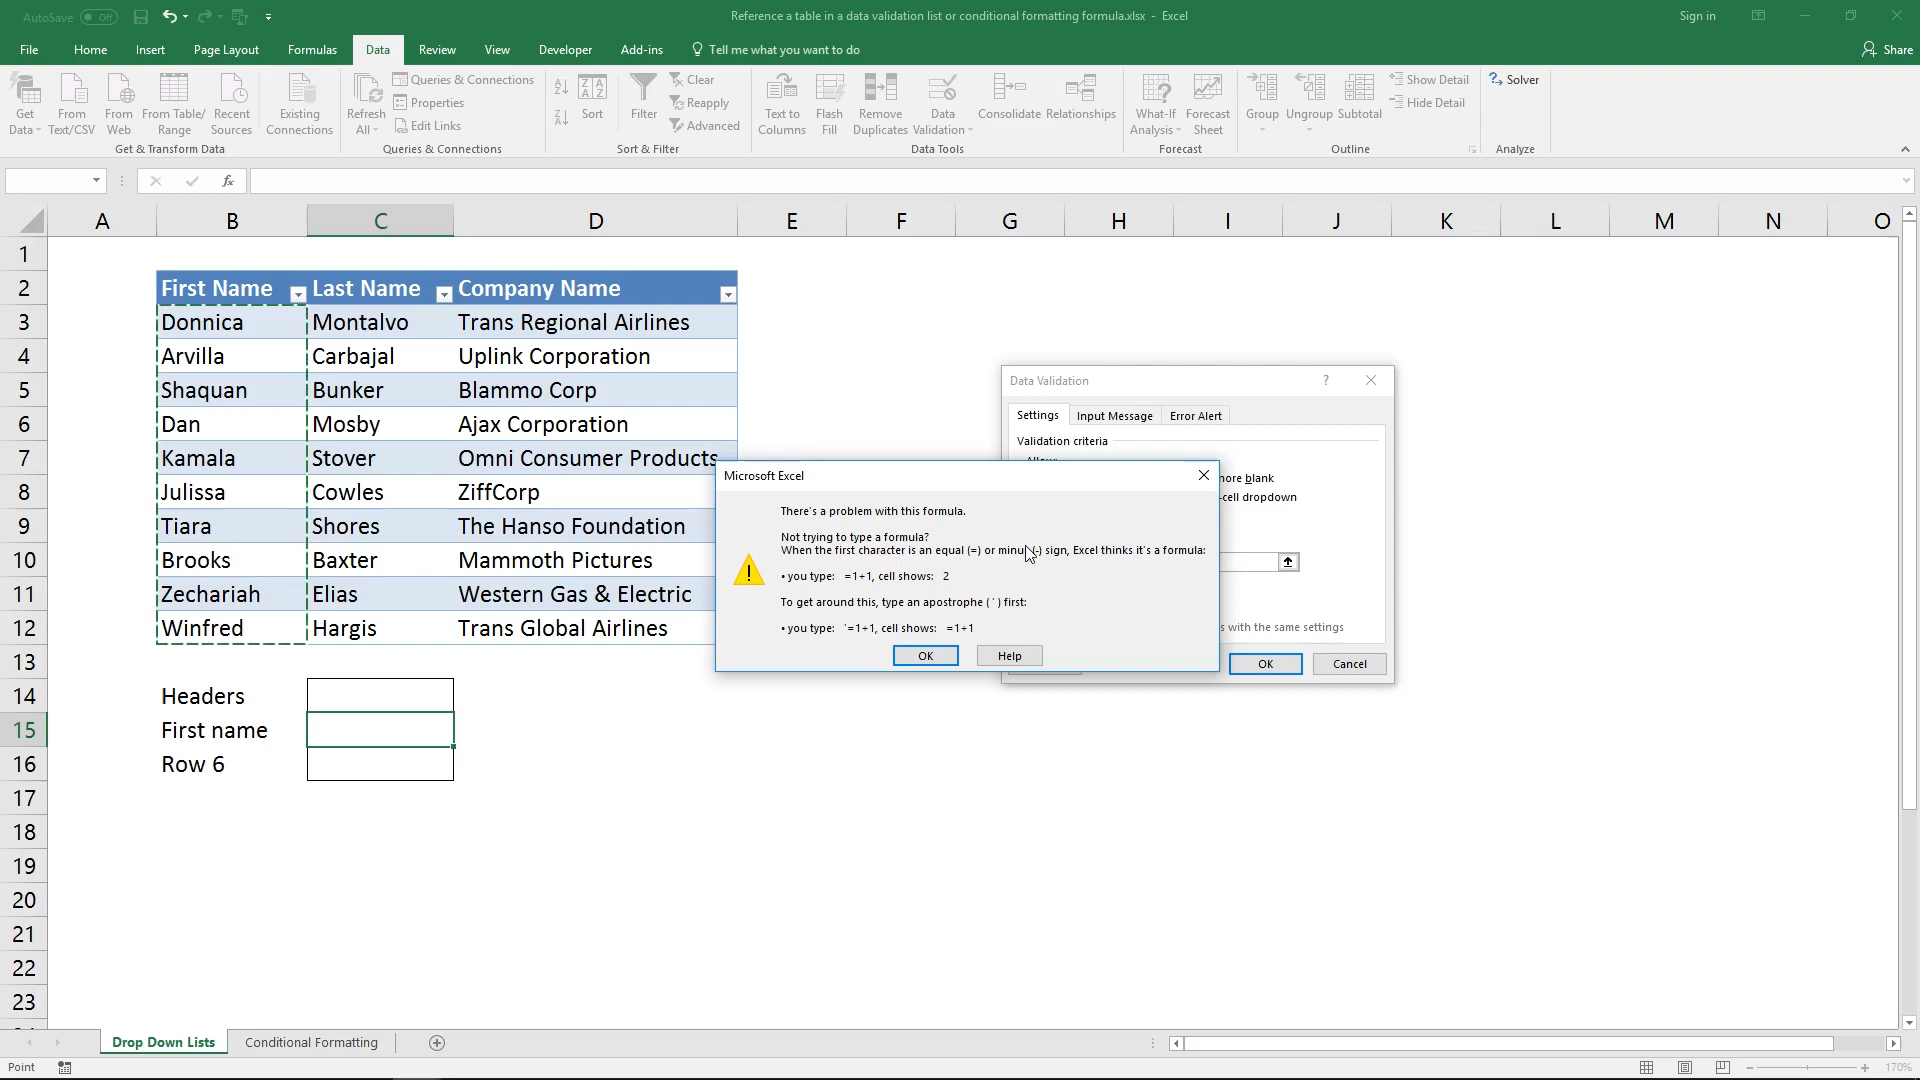 AutoSave Off
Reference a table in a data validation list or conditional formatting formula.xlsx - Excel
Sign in
File Home Insert Page Layout Formulas Data Review View Developer Add-ins Tell me what you want to do Share
Get Data
From Text/CSV
From Web
From Table/ Range
Recent Sources
Existing Connections
Get & Transform Data
Refresh All
Queries & Connections
Properties
Edit Links
Queries & Connections
Sort
Filter
Clear
Reapply
Advanced
Sort & Filter
Text to Columns
Flash Fill
Remove Duplicates
Data Validation
Consolidate
Relationships
Data Tools
What-If Analysis
Forecast Sheet
Forecast
Group
Ungroup
Subtotal
Show Detail
Hide Detail
Outline
Solver
Analyze
fx
A B C D E F G H I J K L M N O
1
2 First Name Last Name Company Name
3 Donnica Montalvo Trans Regional Airlines
4 Arvilla Carbajal Uplink Corporation
5 Shaquan Bunker Blammo Corp
6 Dan Mosby Ajax Corporation
7 Kamala Stover Omni Consumer Products
8 Julissa Cowles ZiffCorp
9 Tiara Shores The Hanso Foundation
10 Brooks Baxter Mammoth Pictures
11 Zechariah Elias Western Gas & Electric
12 Winfred Hargis Trans Global Airlines
13
14 Headers
15 First name
16 Row 6
17
18
19
20
21
22
23
Data Validation ?
Settings Input Message Error Alert
Validation criteria
nore blank
-cell dropdown
s with the same settings
OK Cancel
Microsoft Excel
There's a problem with this formula.
Not trying to type a formula?
When the first character is an equal (=) or minus (-) sign, Excel thinks it's a formula:
• you type: =1+1, cell shows: 2
To get around this, type an apostrophe ( ' ) first:
• you type: '=1+1, cell shows: =1+1
OK Help
Drop Down Lists Conditional Formatting
Point
170%